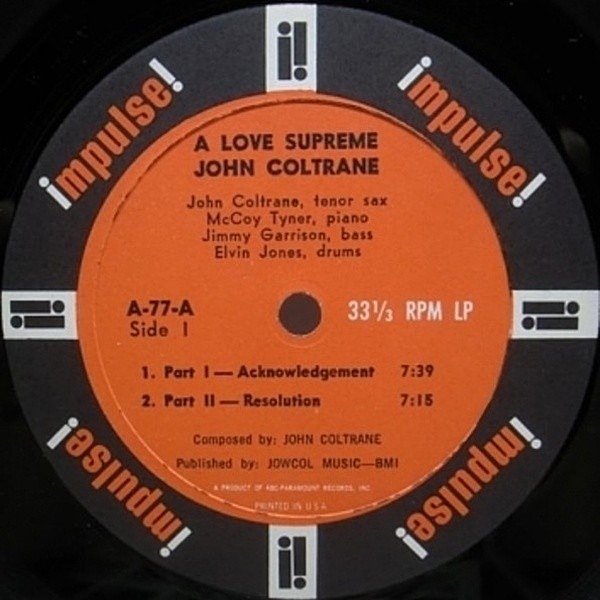 impulse!
impulse!
A LOVE SUPREME
JOHN COLTRANE
John Coltrane, tenor sax
McCoy Tyner, piano
Jimmy Garrison, bass
Elvin Jones, drums
A-77-A
Side 1
33⅓ RPM LP
1. Part I — Acknowledgement 7:39
2. Part II — Resolution 7:15
Composed by: JOHN COLTRANE
Published by: JOWCOL MUSIC—BMI
A PRODUCT OF ABC-PARAMOUNT RECORDS, INC.
PRINTED IN U.S.A.
impulse!
impulse!